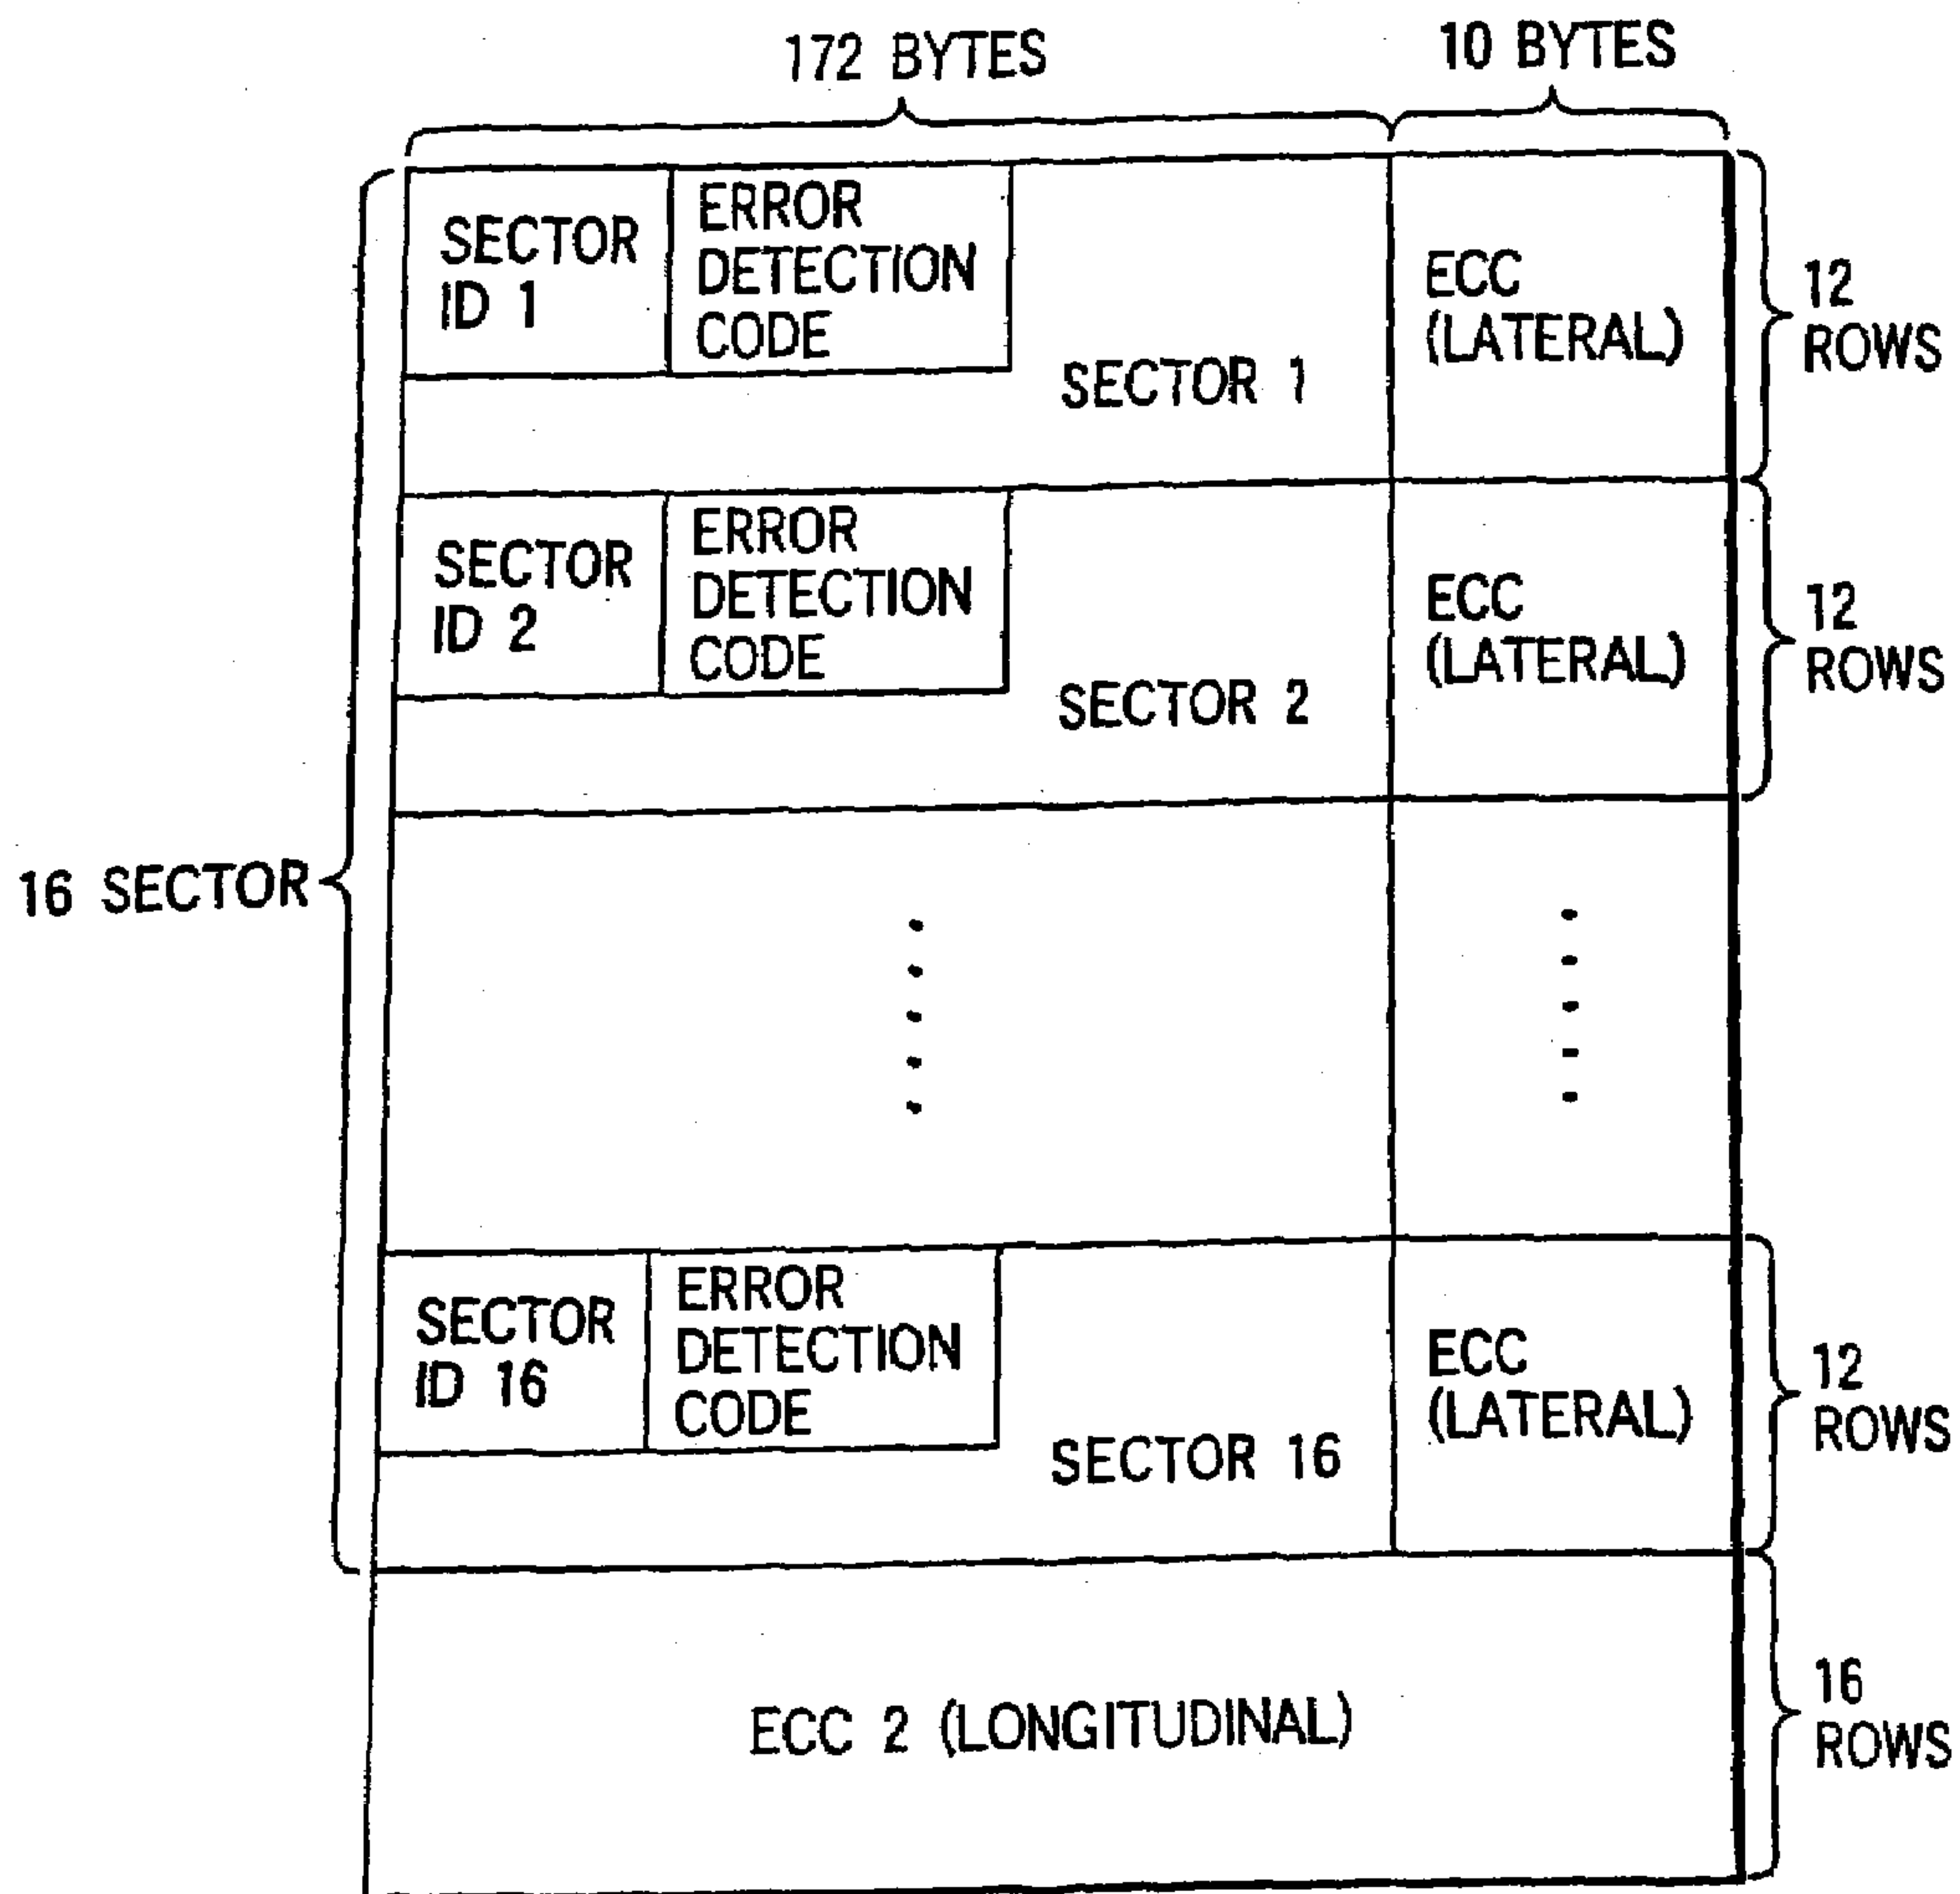 172 BYTES
10 BYTES
SECTOR
ID 1
ERROR
DETECTION
CODE
SECTOR 1
ECC
(LATERAL)
12
ROWS
SECTOR
ID 2
ERROR
DETECTION
CODE
SECTOR 2
ECC
(LATERAL)
12
ROWS
16 SECTOR
SECTOR
ID 16
ERROR
DETECTION
CODE
SECTOR 16
ECC
(LATERAL)
12
ROWS
ECC 2 (LONGITUDINAL)
16
ROWS